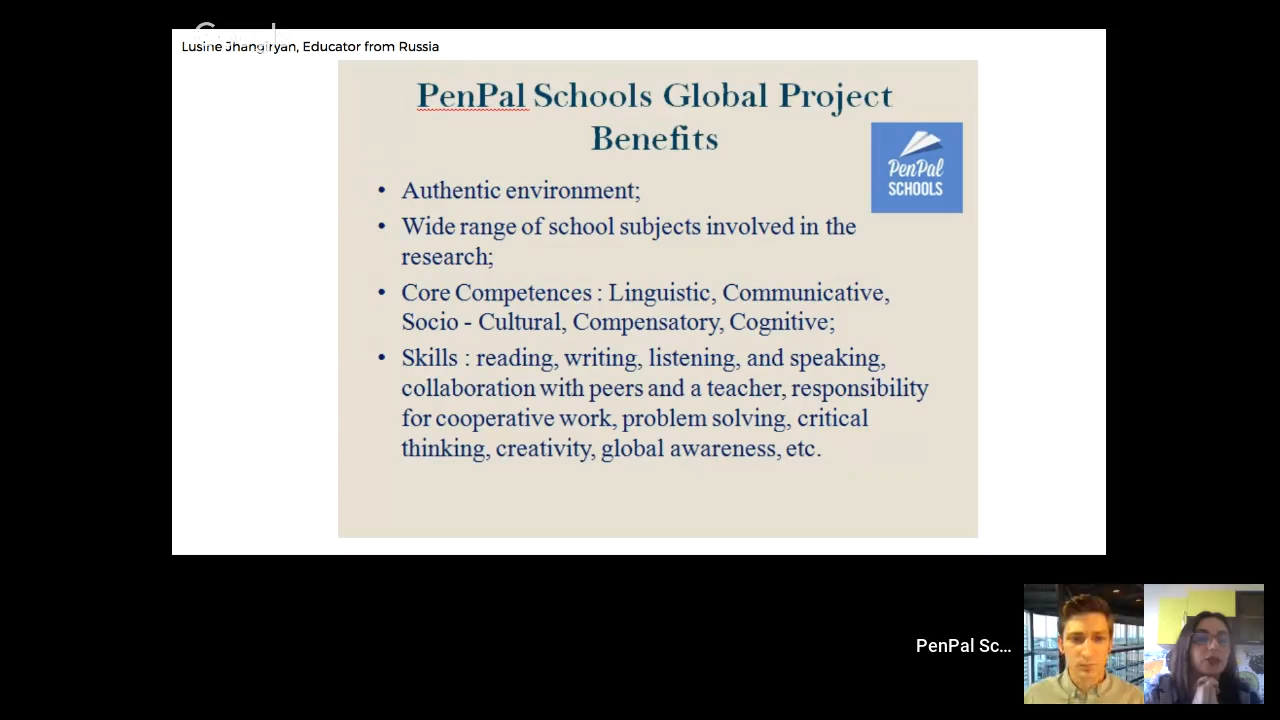 Lusine Jhangiryan, Educator from Russia
PenPal Schools Global Project
Benefits
PenPal
SCHOOLS
• Authentic environment;
• Wide range of school subjects involved in the
research;
• Core Competences : Linguistic, Communicative,
Socio - Cultural, Compensatory, Cognitive;
• Skills : reading, writing, listening, and speaking,
collaboration with peers and a teacher, responsibility
for cooperative work, problem solving, critical
thinking, creativity, global awareness, etc.
PenPal Sc...